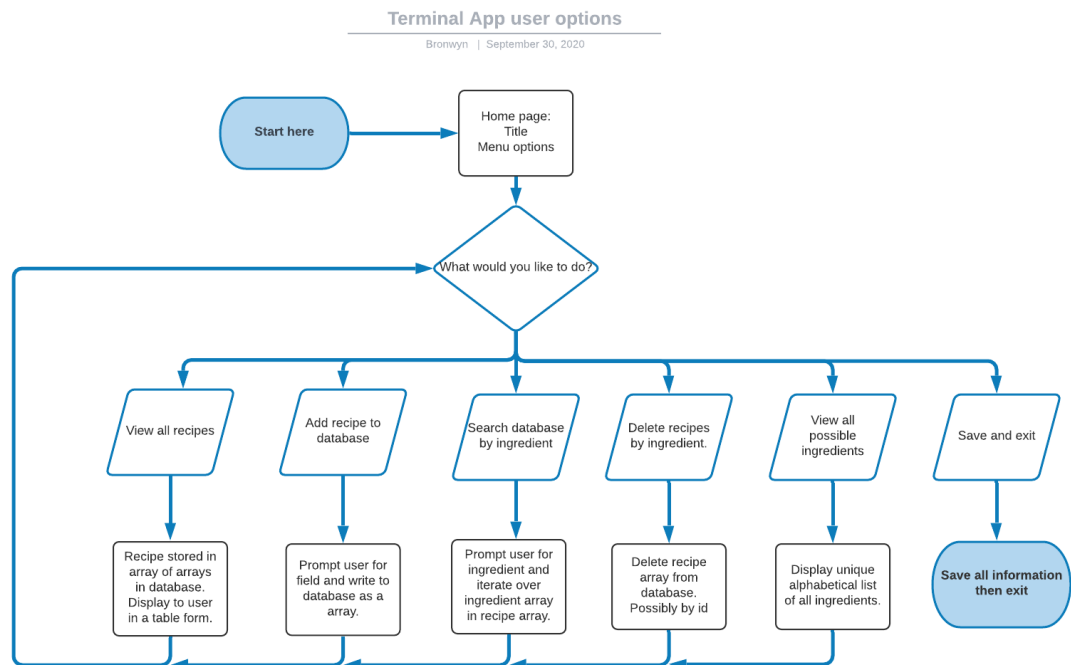 Terminal App user options
Bronwyn | September 30, 2020
Start here
Home page:
Title
Menu options
What would you like to do?
View all recipes
Add recipe to
database
Search database
by ingredient
Delete recipes
by ingredient.
View all
possible
ingredients
Save and exit
Recipe stored in
array of arrays
in database.
Display to user
in a table form.
Prompt user for
field and write to
database as a
array.
Prompt user for
ingredient and
iterate over
ingredient array
in recipe array.
Delete recipe
array from
database.
Possibly by id
Display unique
alphabetical list
of all ingredients.
Save all information
then exit